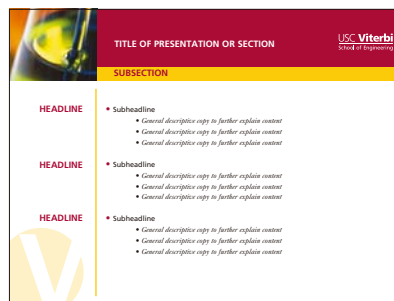 TITLE OF PRESENTATION OR SECTION
USC Viterbi
School of Engineering
SUBSECTION
HEADLINE
• Subheadline
• General descriptive copy to further explain content
• General descriptive copy to further explain content
• General descriptive copy to further explain content
HEADLINE
• Subheadline
• General descriptive copy to further explain content
• General descriptive copy to further explain content
• General descriptive copy to further explain content
HEADLINE
• Subheadline
• General descriptive copy to further explain content
• General descriptive copy to further explain content
• General descriptive copy to further explain content
V